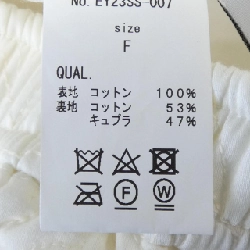 No. EY23SS-007
size
F
QUAL.
表地 コットン 100%
裏地 コットン 53%
キュプラ 47%
F W